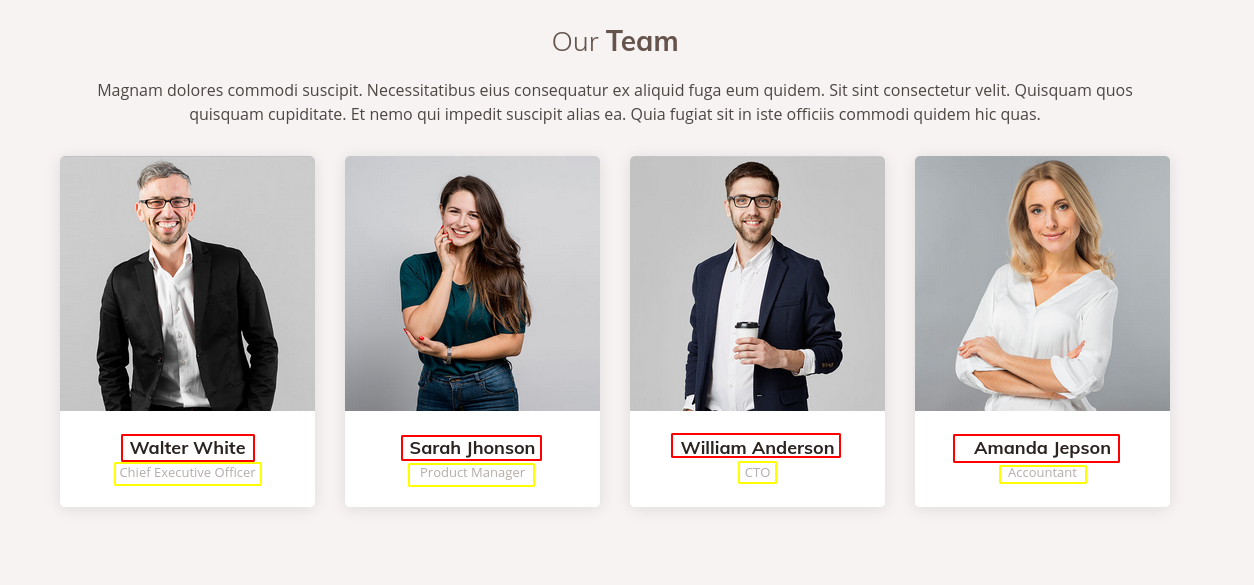 Our Team
Magnam dolores commodi suscipit. Necessitatibus eius consequatur ex aliquid fuga eum quidem. Sit sint consectetur velit. Quisquam quos
quisquam cupiditate. Et nemo qui impedit suscipit alias ea. Quia fugiat sit in iste officiis commodi quidem hic quas.
Walter White
Chief Executive Officer
Sarah Jhonson
Product Manager
William Anderson
CTO
Amanda Jepson
Accountant